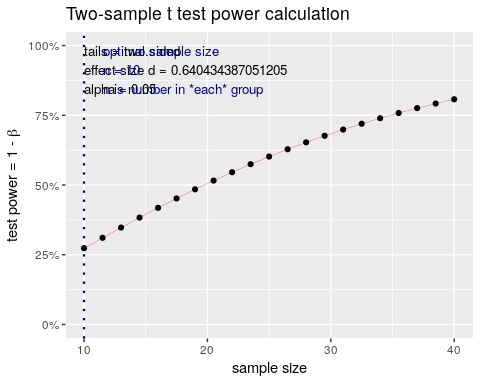 Two-sample t test power calculation
100%
75%
50%
25%
0%
test power = 1 - β
tails = two.sided
optimal sample size
effect size d = 0.640434387051205
n = 10
alpha = 0.05
n is number in *each* group
10 20 30 40
sample size